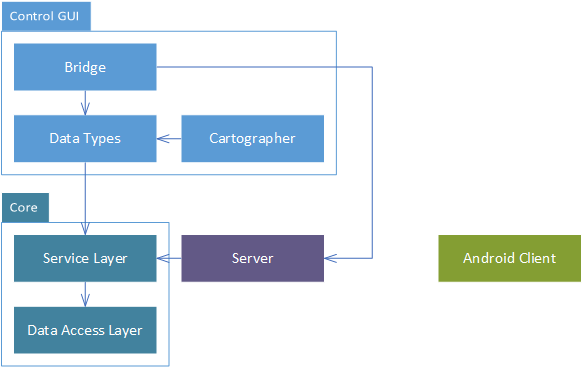 Control GUI
Bridge
Data Types
Cartographer
Core
Service Layer
Server
Android Client
Data Access Layer